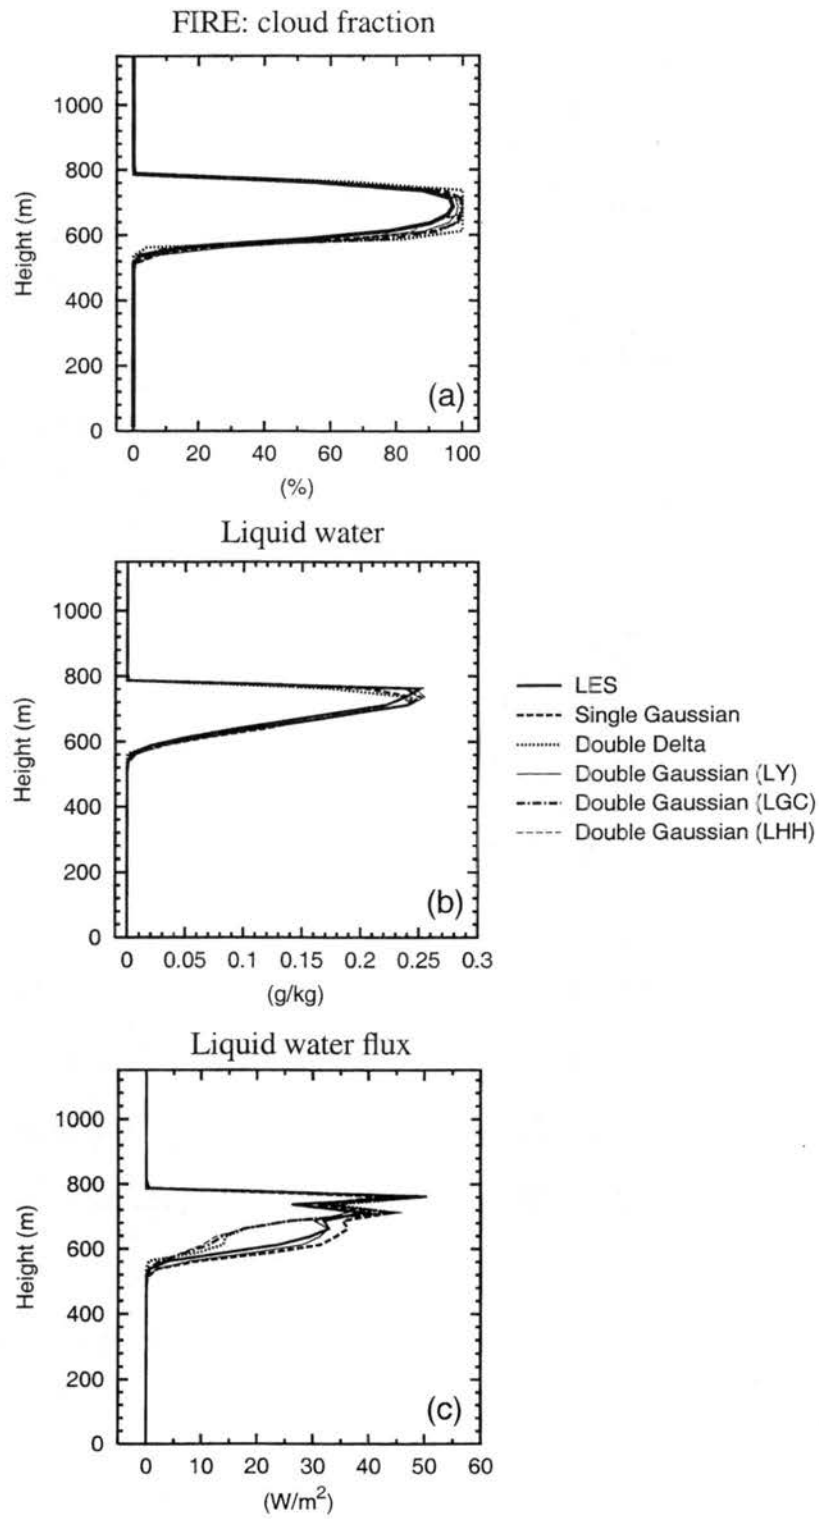 FIRE: cloud fraction
Height (m)
1000
800
600
400
200
0
(a)
0 20 40 60 80 100
(%)
Liquid water
Height (m)
1000
800
600
400
200
0
(b)
0 0.05 0.1 0.15 0.2 0.25 0.3
(g/kg)
LES
Single Gaussian
Double Delta
Double Gaussian (LY)
Double Gaussian (LGC)
Double Gaussian (LHH)
Liquid water flux
Height (m)
1000
800
600
400
200
0
(c)
0 10 20 30 40 50 60
(W/m²)